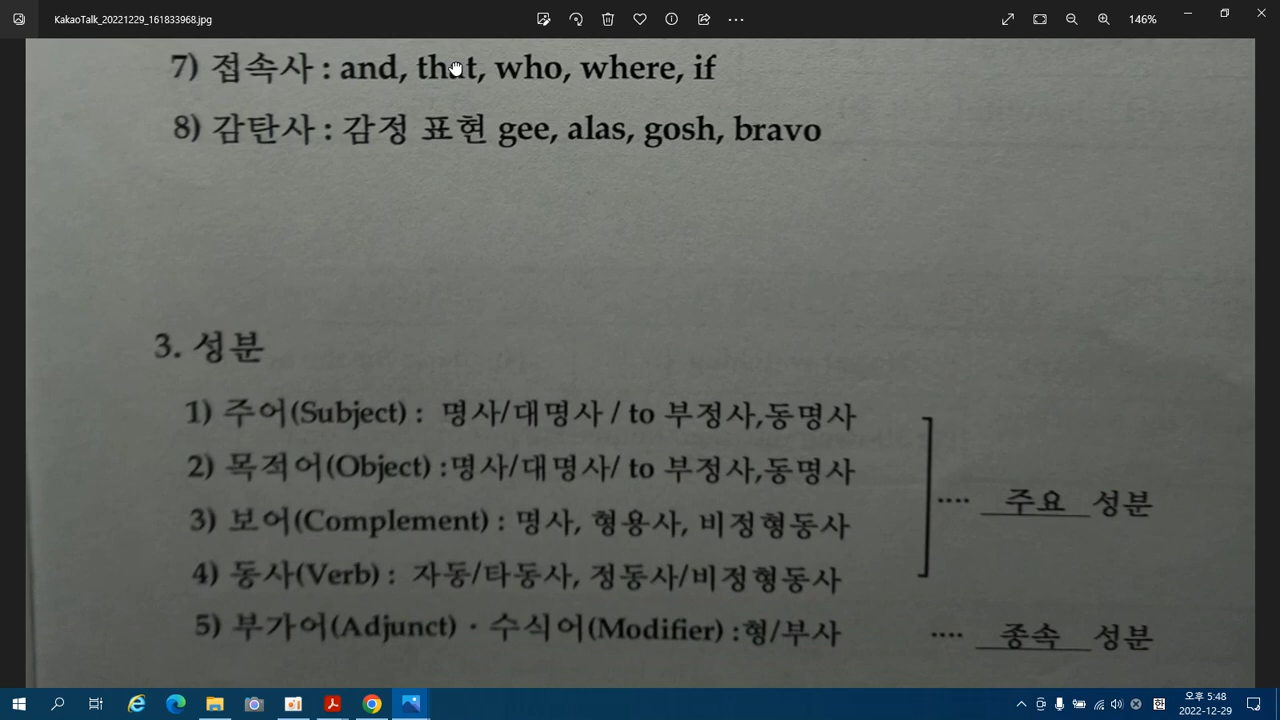 KakaoTalk_20221229_161833968.jpg
146%
7) 접속사 : and, that, who, where, if
8) 감탄사 : 감정 표현 gee, alas, gosh, bravo
3. 성분
1) 주어(Subject) : 명사/대명사 / to 부정사,동명사
2) 목적어(Object) :명사/대명사/ to 부정사,동명사
3) 보어(Complement) : 명사, 형용사, 비정형동사
.... 주요 성분
4) 동사(Verb) : 자동/타동사, 정동사/비정형동사
5) 부가어(Adjunct) · 수식어(Modifier) :형/부사 .... 종속 성분
한
오후 5:48
2022-12-29